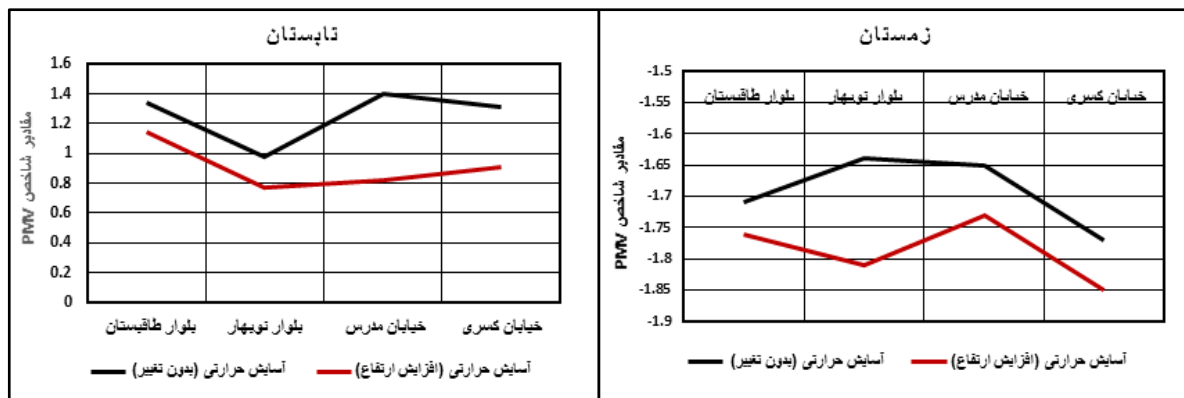 تابستان
مقادیر شاخص PMV
1.6
1.4
1.2
1
0.8
0.6
0.4
0.2
0
بلوار طاقبستان
بلوار نوبهار
خیابان مدرس
خیابان کسری
آسایش حرارتی (بدون تغییر)
آسایش حرارتی (افزایش ارتفاع)
زمستان
مقادیر شاخص PMV
-1.5
-1.55
-1.6
-1.65
-1.7
-1.75
-1.8
-1.85
-1.9
بلوار طاقبستان
بلوار نوبهار
خیابان مدرس
خیابان کسری
آسایش حرارتی (بدون تغییر)
آسایش حرارتی (افزایش ارتفاع)